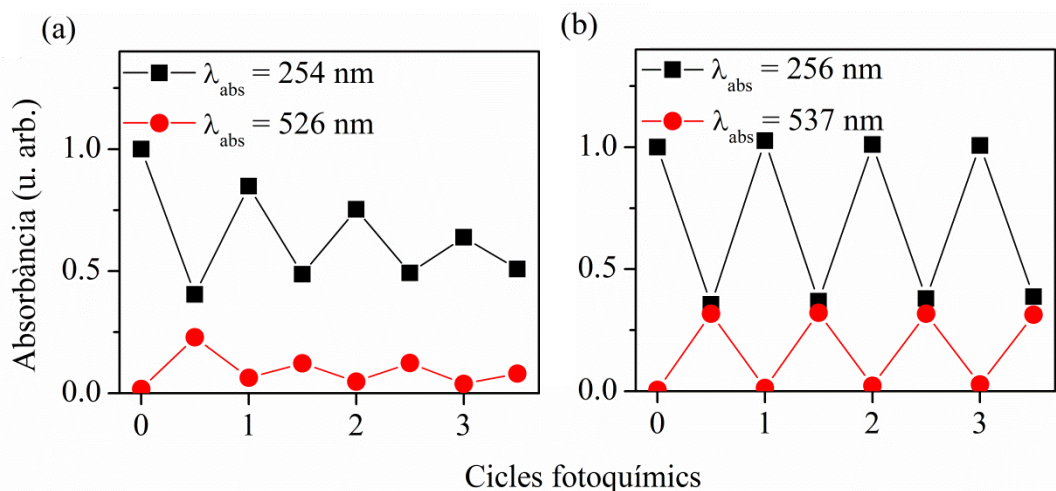 (a)
λabs = 254 nm
λabs = 526 nm
1.0
0.5
0.0
0 1 2 3
(b)
λabs = 256 nm
λabs = 537 nm
1.0
0.5
0.0
0 1 2 3
Absorbància (u. arb.)
Cicles fotoquímics